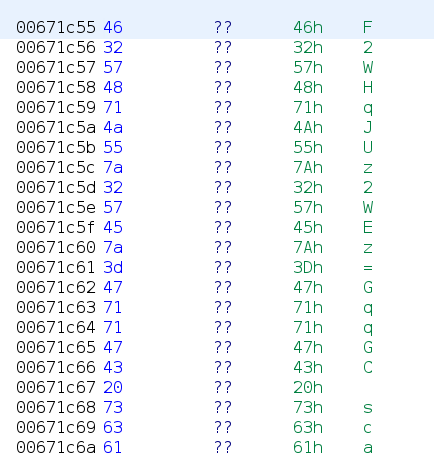 00671c55 46 ?? 46h F
00671c56 32 ?? 32h 2
00671c57 57 ?? 57h W
00671c58 48 ?? 48h H
00671c59 71 ?? 71h q
00671c5a 4a ?? 4Ah J
00671c5b 55 ?? 55h U
00671c5c 7a ?? 7Ah z
00671c5d 32 ?? 32h 2
00671c5e 57 ?? 57h W
00671c5f 45 ?? 45h E
00671c60 7a ?? 7Ah z
00671c61 3d ?? 3Dh =
00671c62 47 ?? 47h G
00671c63 71 ?? 71h q
00671c64 71 ?? 71h q
00671c65 47 ?? 47h G
00671c66 43 ?? 43h C
00671c67 20 ?? 20h
00671c68 73 ?? 73h s
00671c69 63 ?? 63h c
00671c6a 61 ?? 61h a